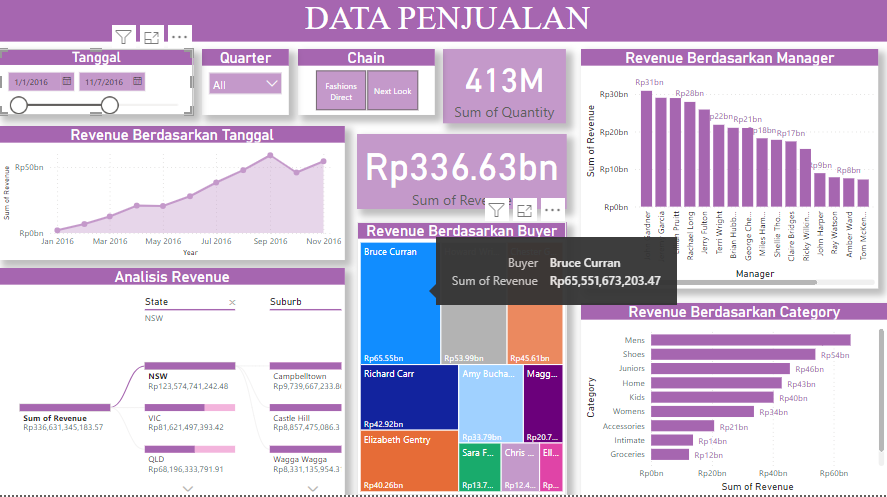 DATA PENJUALAN
Tanggal
1/1/2016
11/7/2016
Quarter
All
Chain
Fashions Direct
Next Look
413M
Sum of Quantity
Revenue Berdasarkan Manager
Rp31bn
Rp28bn
Rp22bn
Rp21bn
Rp18bn
Rp17bn
Rp9bn
Rp8bn
Rp30bn
Rp20bn
Rp10bn
Rp0bn
Sum of Revenue
Gardner
Garcia
Pruitt
Rachael Long
Jerry Fulton
Terri Wright
Brian Hubb...
George Che...
Miles Ham...
Shellie Tho...
Claire Bridges
Ricky Wilkin...
John Harper
Ray Watson
Amber Ward
Tom McKen...
Manager
Revenue Berdasarkan Tanggal
Rp50bn
Rp0bn
Sum of Revenue
Jan 2016
Mar 2016
May 2016
Jul 2016
Sep 2016
Nov 2016
Year
Rp336.63bn
Sum of Reve
Revenue Berdasarkan Buyer
Bruce Curran
Rp65.55bn
Rp53.99bn
Rp45.61bn
Richard Carr
Rp42.92bn
Amy Bucha...
Rp33.79bn
Magg...
Rp20.7...
Elizabeth Gentry
Rp40.26bn
Sara F...
Rp13.7...
Chris ...
Rp12.4...
Ell...
Rp...
Buyer Bruce Curran
Sum of Revenue Rp65,551,673,203.47
Analisis Revenue
State
NSW
Suburb
NSW
Rp123,574,741,242.48
VIC
Rp81,621,497,393.42
QLD
Rp68,196,333,791.91
Sum of Revenue
Rp336,631,345,183.57
Campbelltown
Rp9,739,667,233.8
Castle Hill
Rp8,857,475,086.3
Wagga Wagga
Rp8,331,135,954.3
Revenue Berdasarkan Category
Category
Mens
Shoes
Rp54bn
Juniors
Rp46bn
Home
Rp43bn
Kids
Rp40bn
Womens
Rp34bn
Accessories
Rp21bn
Intimate
Rp14bn
Groceries
Rp12bn
Rp0bn
Rp20bn
Rp40bn
Rp60bn
Sum of Revenue